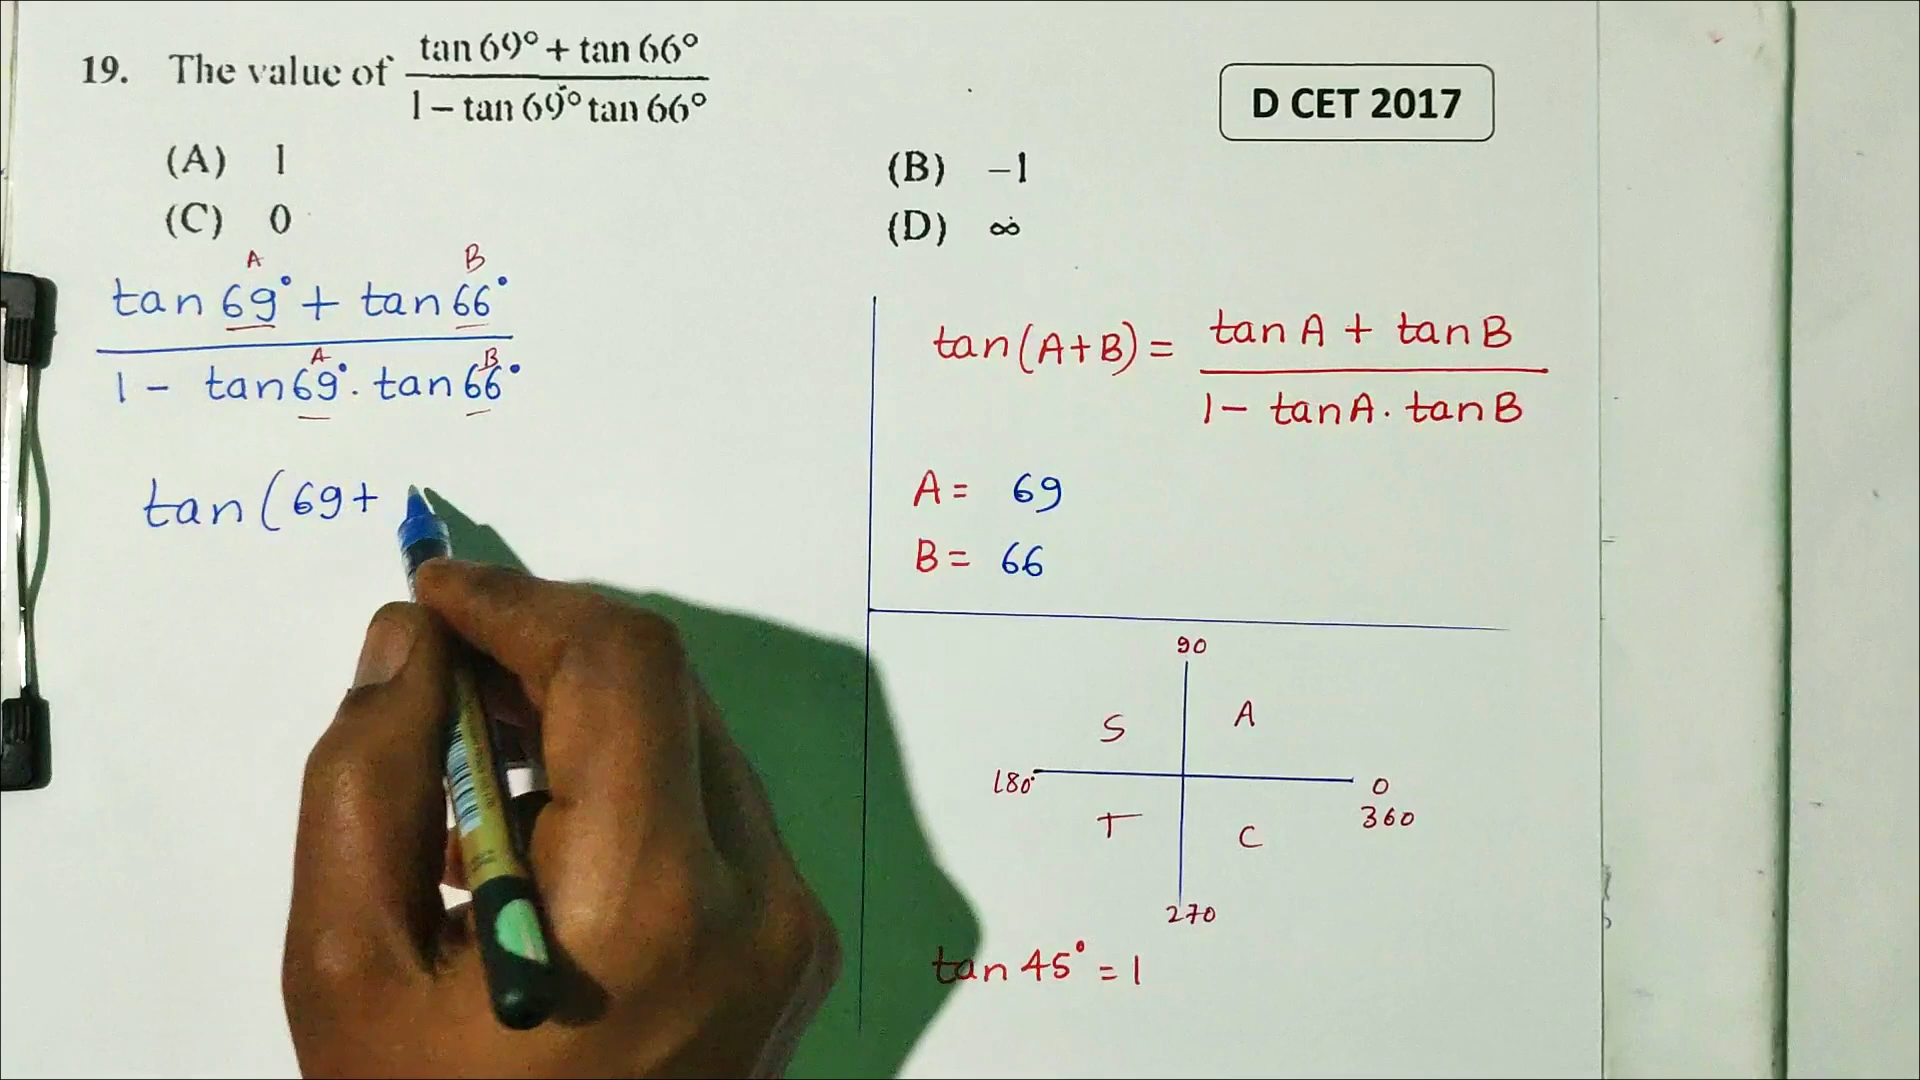 19. The value of (tan 69° + tan 66°) / (1 – tan 69° tan 66°)
D CET 2017
(A) 1
(B) –1
(C) 0
(D) ∞
A B
tan 69° + tan 66°
A B
1 – tan 69° . tan 66°
tan (69+
tan (A+B) = (tan A + tan B) / (1 – tan A . tan B)
A = 69
B = 66
90
S A
180° 0
360
T C
270
tan 45° = 1